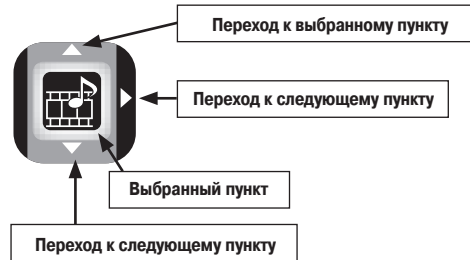 Переход к выбранному пункту
Переход к следующему пункту
Выбранный пункт
Переход к следующему пункту